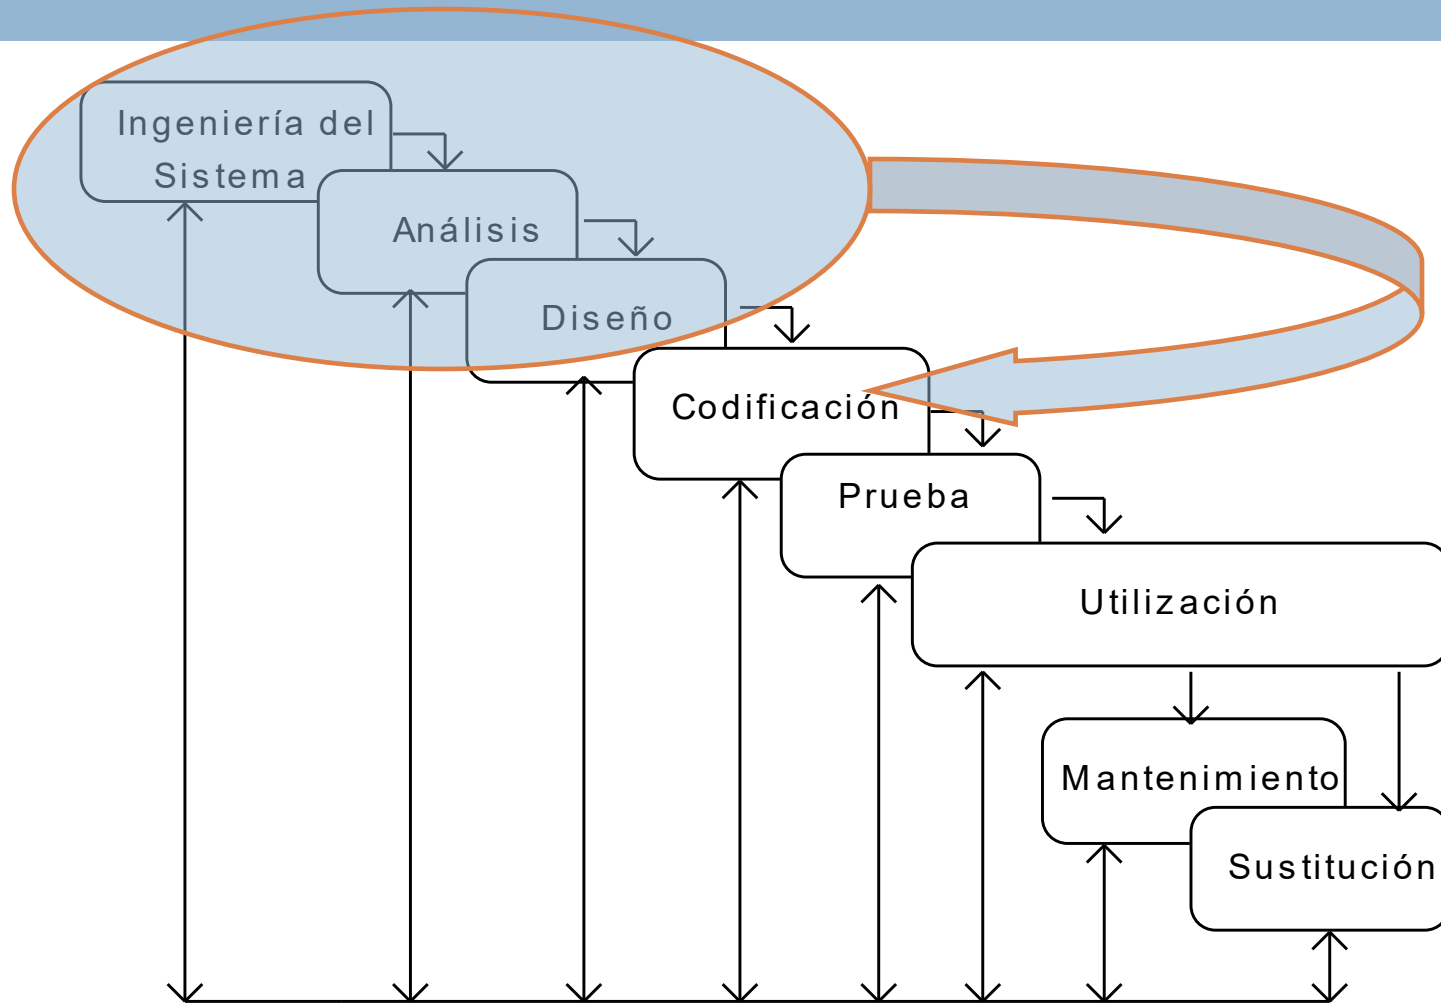 Ingeniería del
Sistema
Análisis
Diseño
Codificación
Prueba
Utilización
Mantenimiento
Sustitución